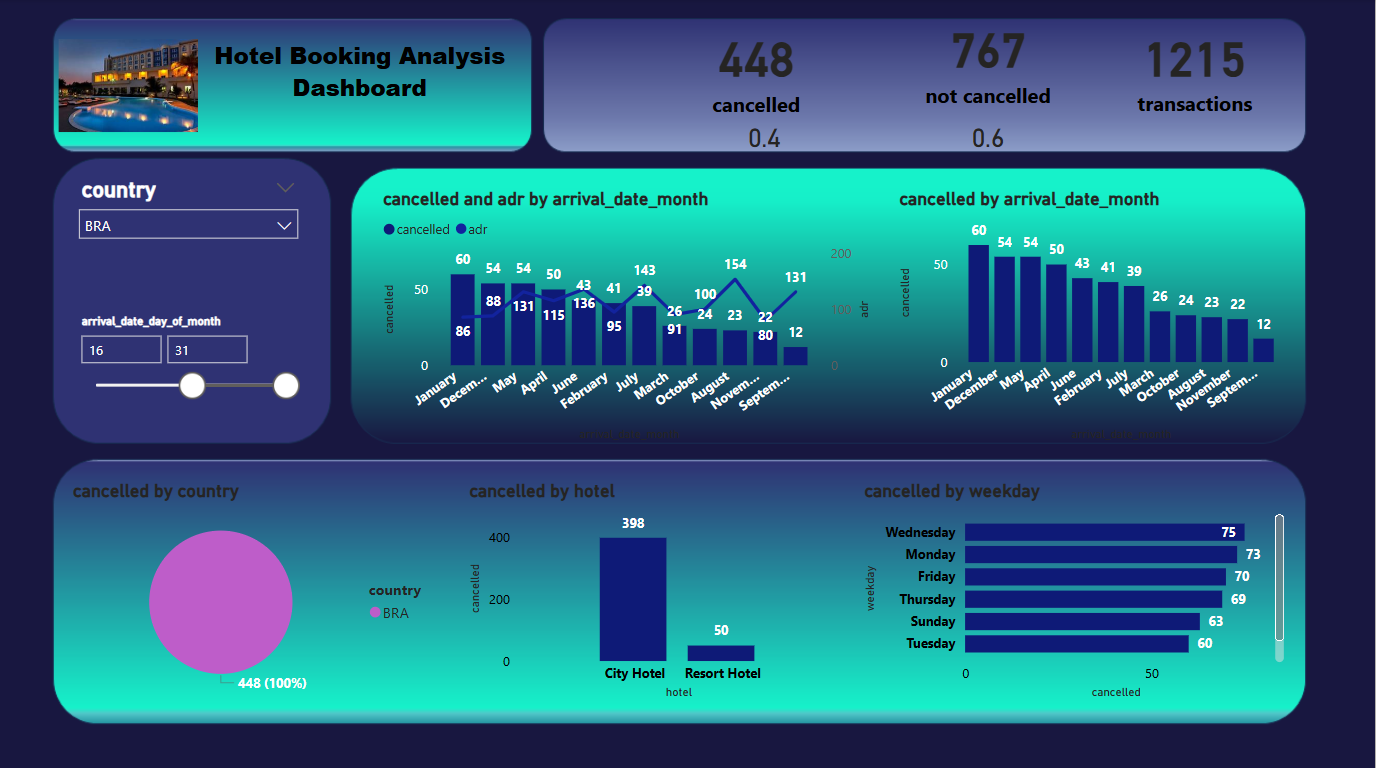 Hotel Booking Analysis
Dashboard
448
cancelled
0.4
767
not cancelled
0.6
1215
transactions
country
BRA
arrival_date_day_of_month
16
31
cancelled and adr by arrival_date_month
cancelled
adr
cancelled
50
0
60
54
54
50
43
41
39
26
24
23
22
12
86
88
131
115
136
95
143
91
100
154
80
131
200
100
0
adr
January
Decem...
May
April
June
February
July
March
October
August
Novem...
Septem...
arrival_date_month
cancelled by arrival_date_month
cancelled
50
0
60
54
54
50
43
41
39
26
24
23
22
12
January
December
May
April
June
February
July
March
October
August
November
Septem...
arrival_date_month
cancelled by country
448 (100%)
country
BRA
cancelled by hotel
cancelled
400
200
0
398
50
City Hotel
Resort Hotel
hotel
cancelled by weekday
weekday
Wednesday 75
Monday 73
Friday 70
Thursday 69
Sunday 63
Tuesday 60
0
50
cancelled